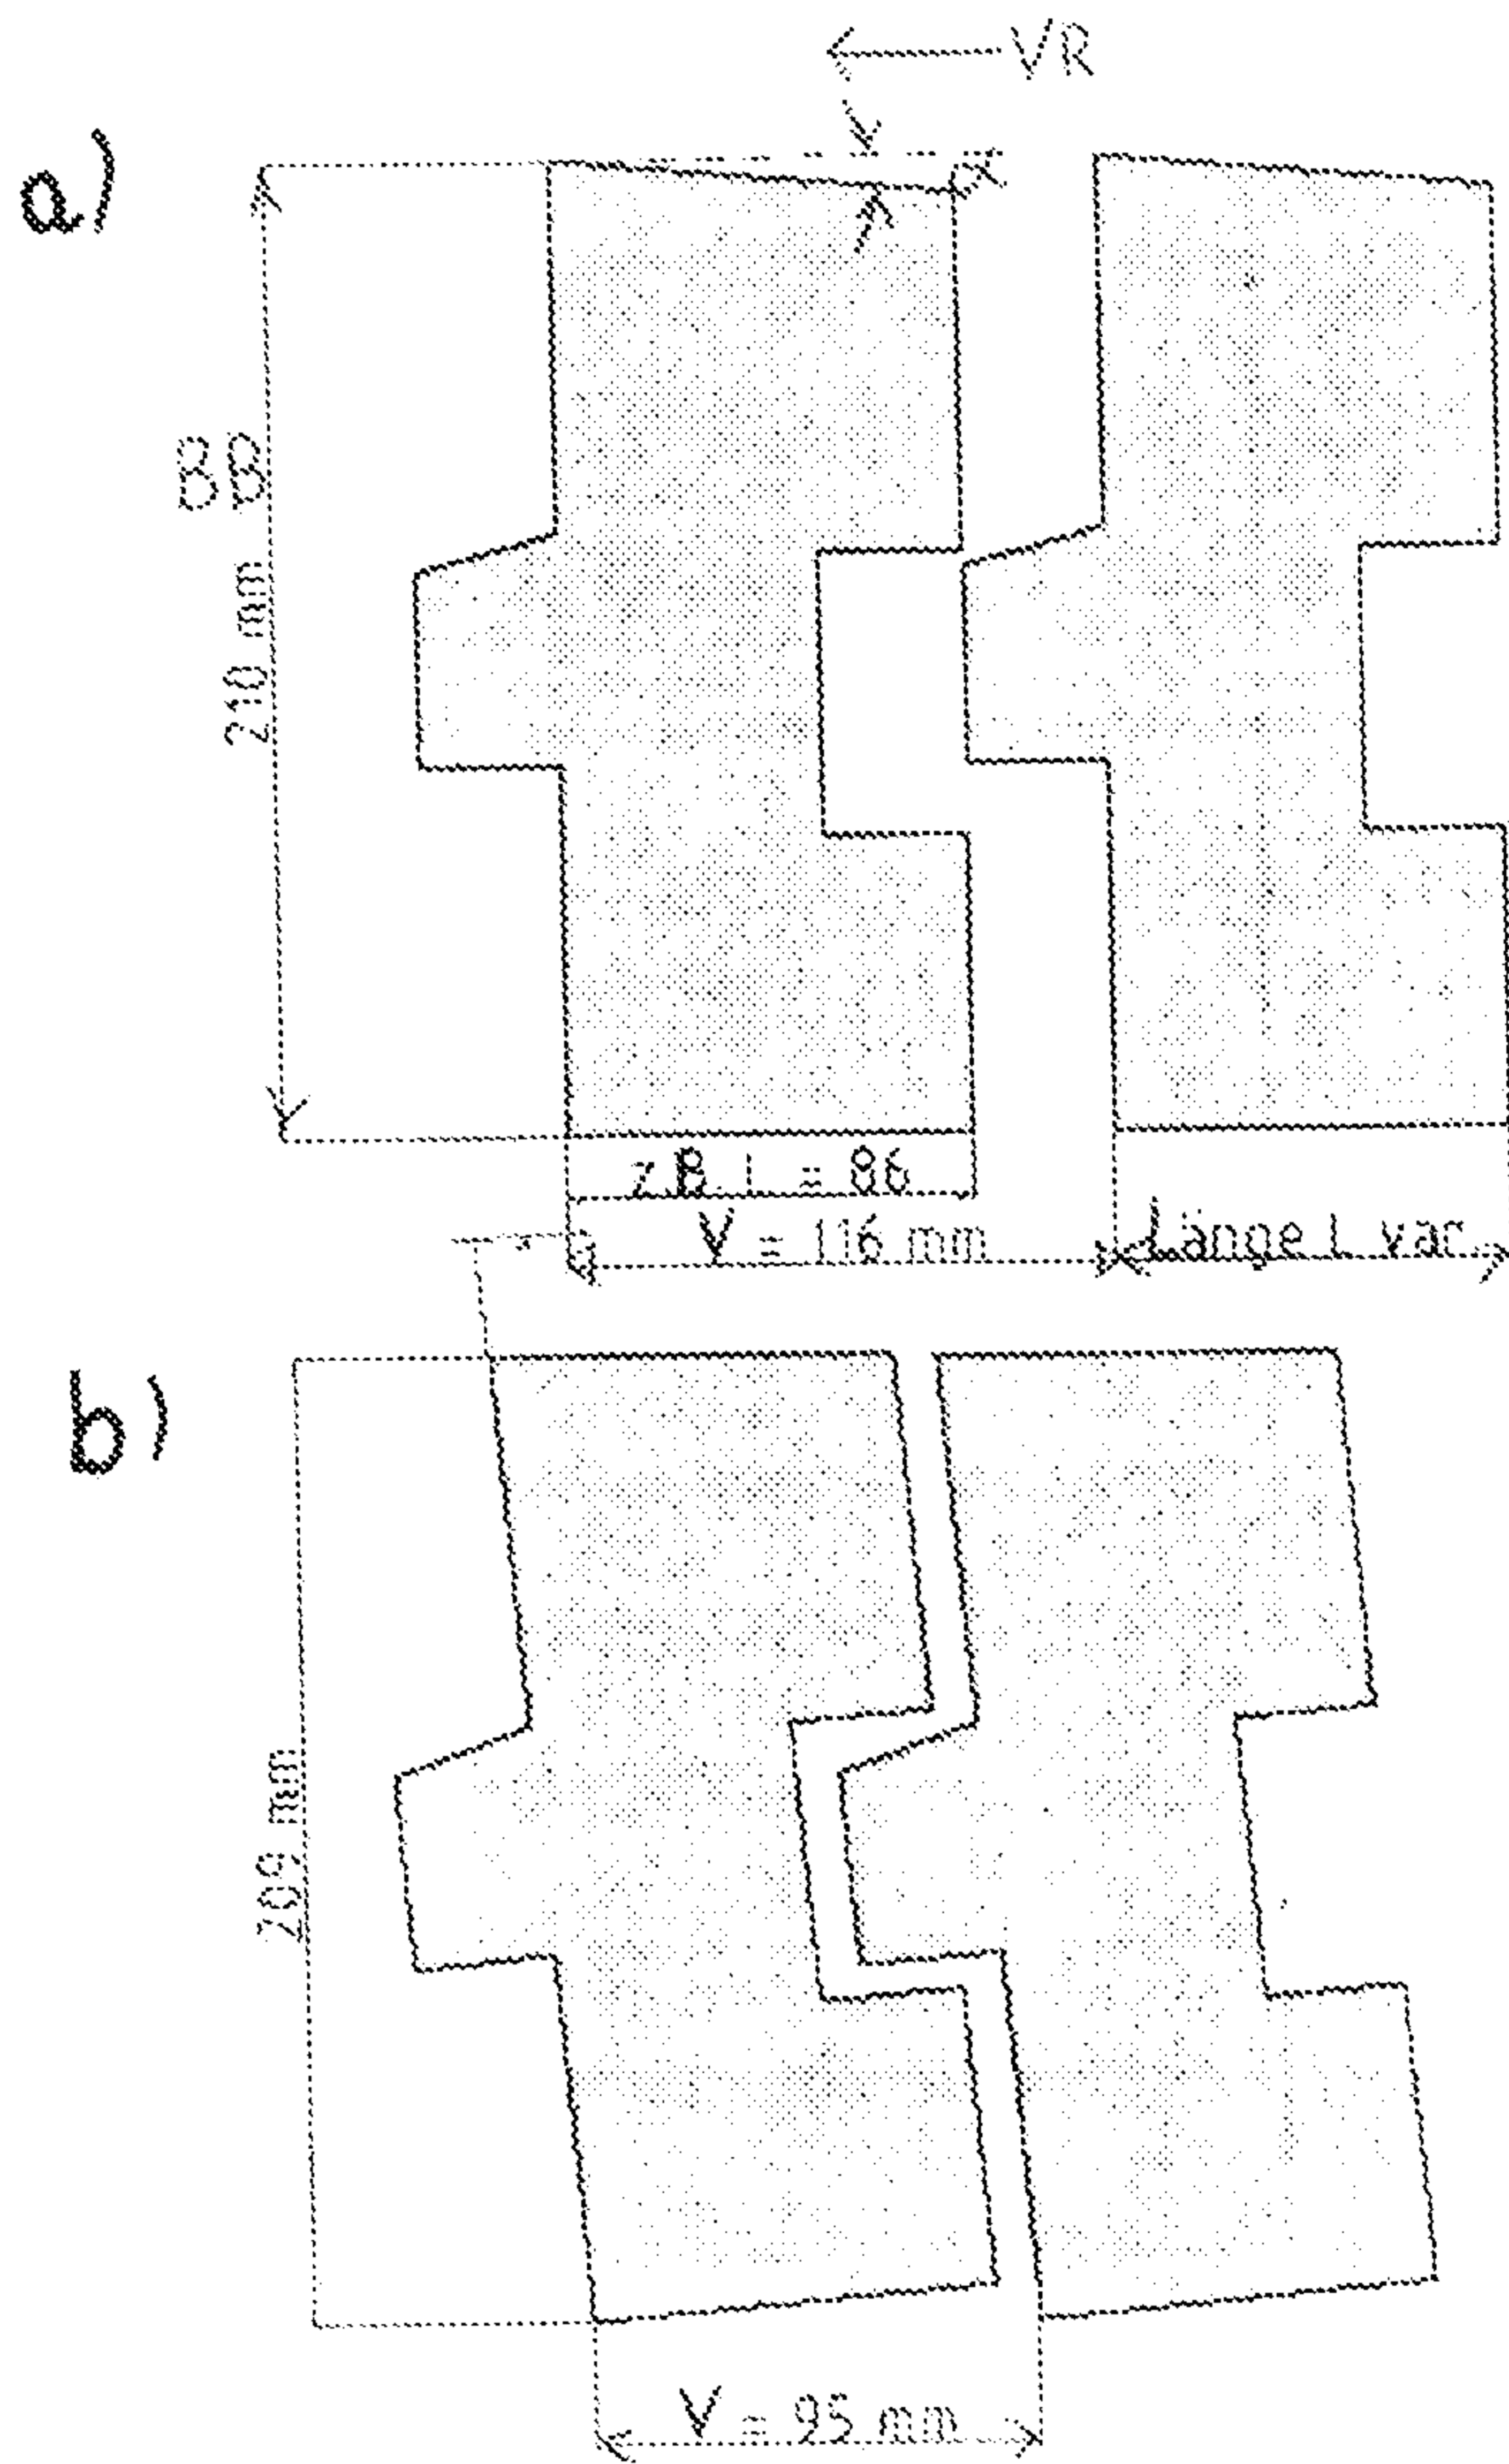 VR
a)
α
BB
210 mm
z.B. L = 86
V = 116 mm
Länge L var.
b)
209 mm
V = 95 mm